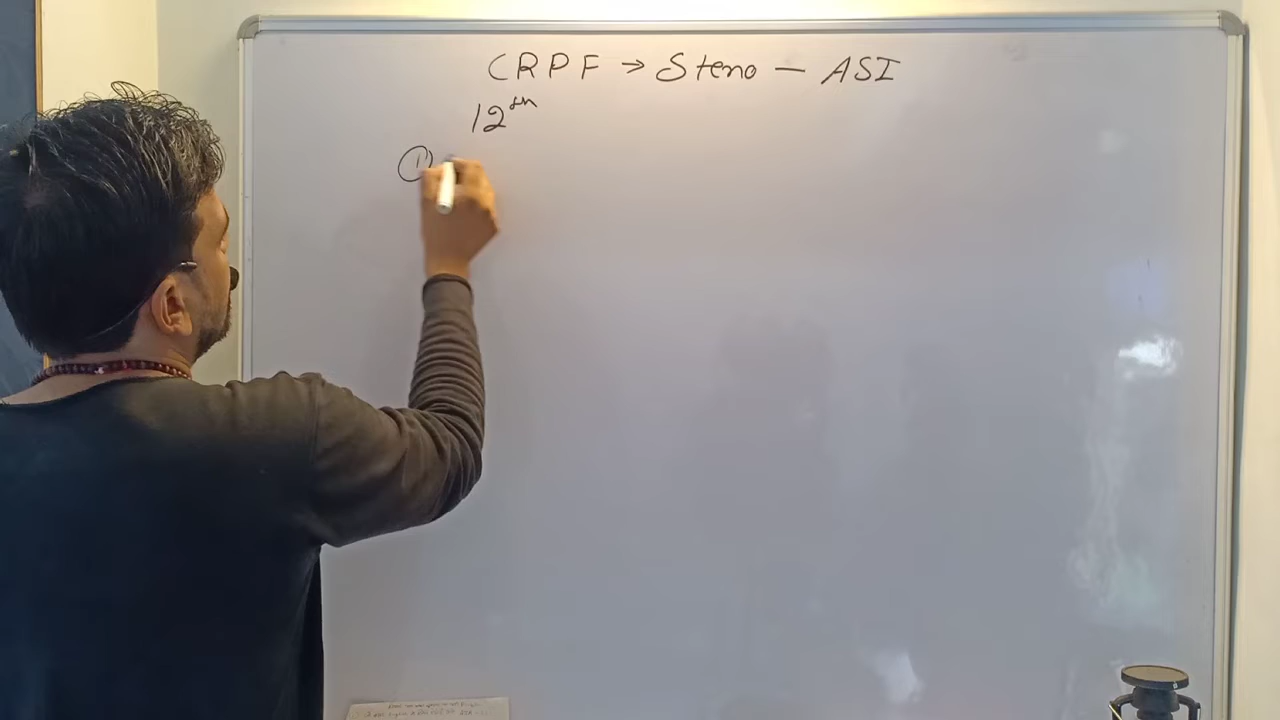 CRPF → Steno — ASI
12th
①